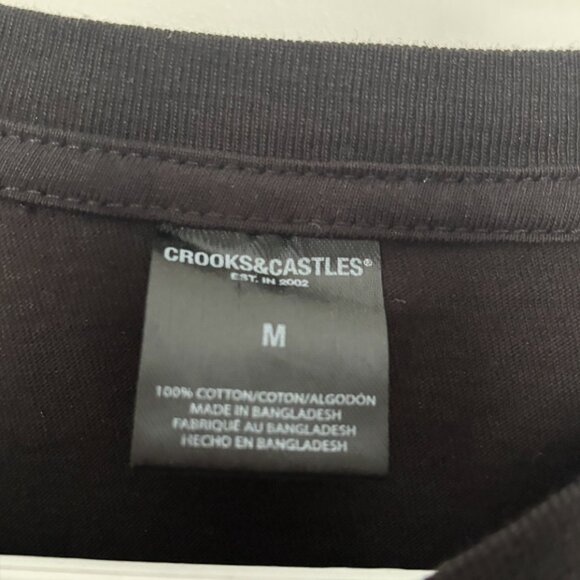 CROOKS&CASTLES®
EST. IN 2002
M
100% COTTON/COTON/ALGODÓN
MADE IN BANGLADESH
FABRIQUÉ AU BANGLADESH
HECHO EN BANGLADESH